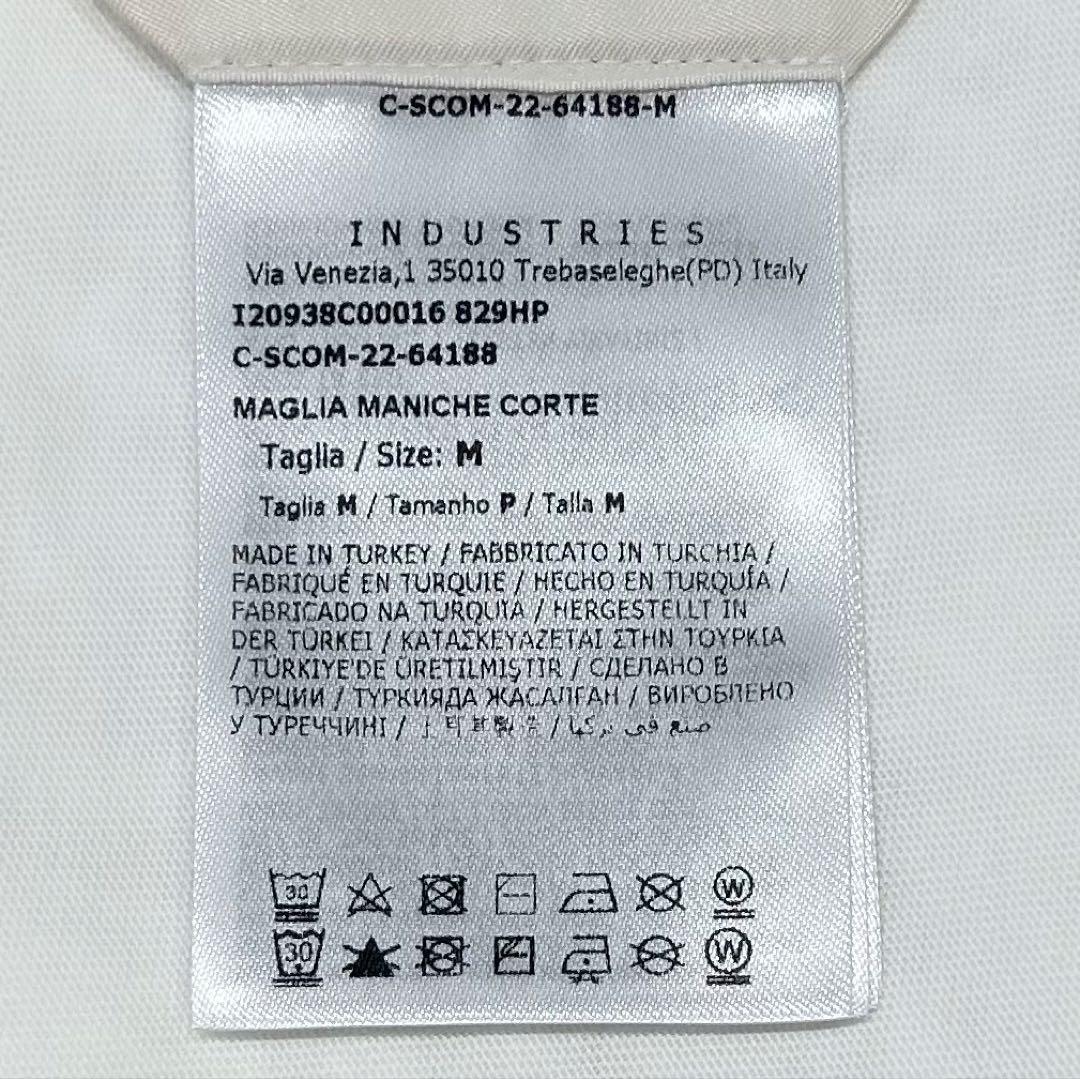 C-SCOM-22-64188-M
INDUSTRIES
Via Venezia,1 35010 Trebaseleghe(PD) Italy
I20938C00016 829HP
C-SCOM-22-64188
MAGLIA MANICHE CORTE
Taglia / Size: M
Taglia M / Tamanho P / Talla M
MADE IN TURKEY / FABBRICATO IN TURCHIA /
FABRIQUÉ EN TURQUIE / HECHO EN TURQUÍA /
FABRICADO NA TURQUIA / HERGESTELLT IN
DER TÜRKEI / ΚΑΤΑΣΚΕΥΑΖΕΤΑΙ ΣΤΗΝ ΤΟΥΡΚΙΑ
/ TÜRKIYE'DE ÜRETILMIŞTIR / СДЕЛАНО В
ТУРЦИИ / ТУРКИЯДА ЖАСАЛҒАН / ВИРОБЛЕНО
У ТУРЕЧЧИНІ / / صنع في تركيا
30 W
30 W